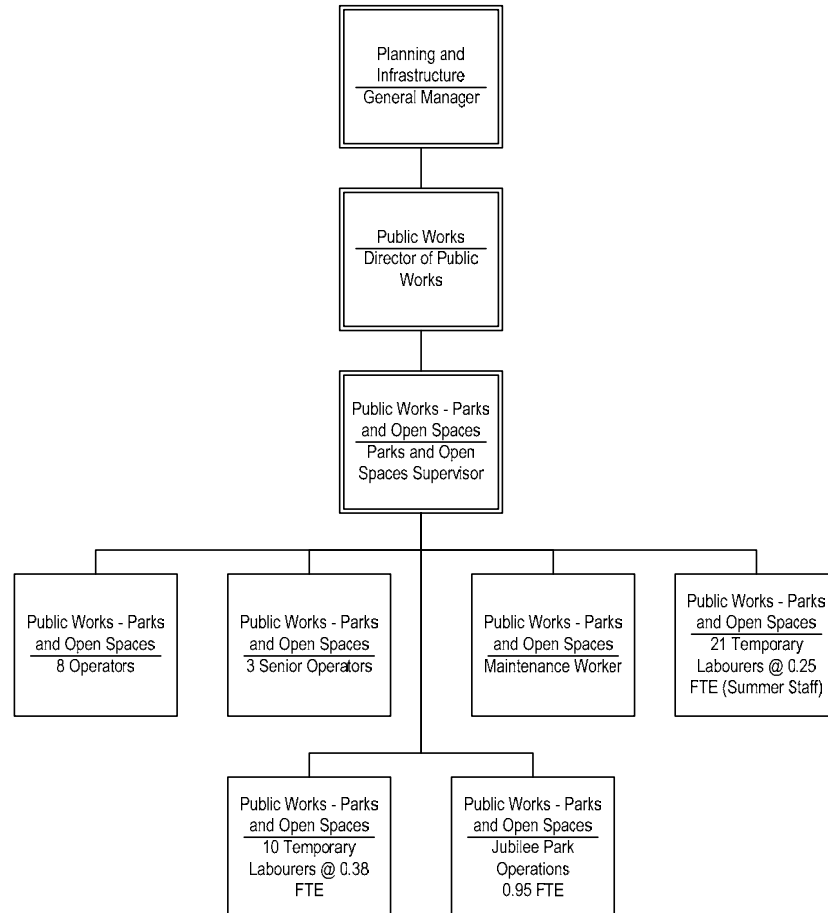 Planning and
Infrastructure
General Manager
Public Works
Director of Public
Works
Public Works - Parks
and Open Spaces
Parks and Open
Spaces Supervisor
Public Works - Parks
and Open Spaces
8 Operators
Public Works - Parks
and Open Spaces
3 Senior Operators
Public Works - Parks
and Open Spaces
Maintenance Worker
Public Works - Parks
and Open Spaces
21 Temporary
Labourers @ 0.25
FTE (Summer Staff)
Public Works - Parks
and Open Spaces
10 Temporary
Labourers @ 0.38
FTE
Public Works - Parks
and Open Spaces
Jubilee Park
Operations
0.95 FTE